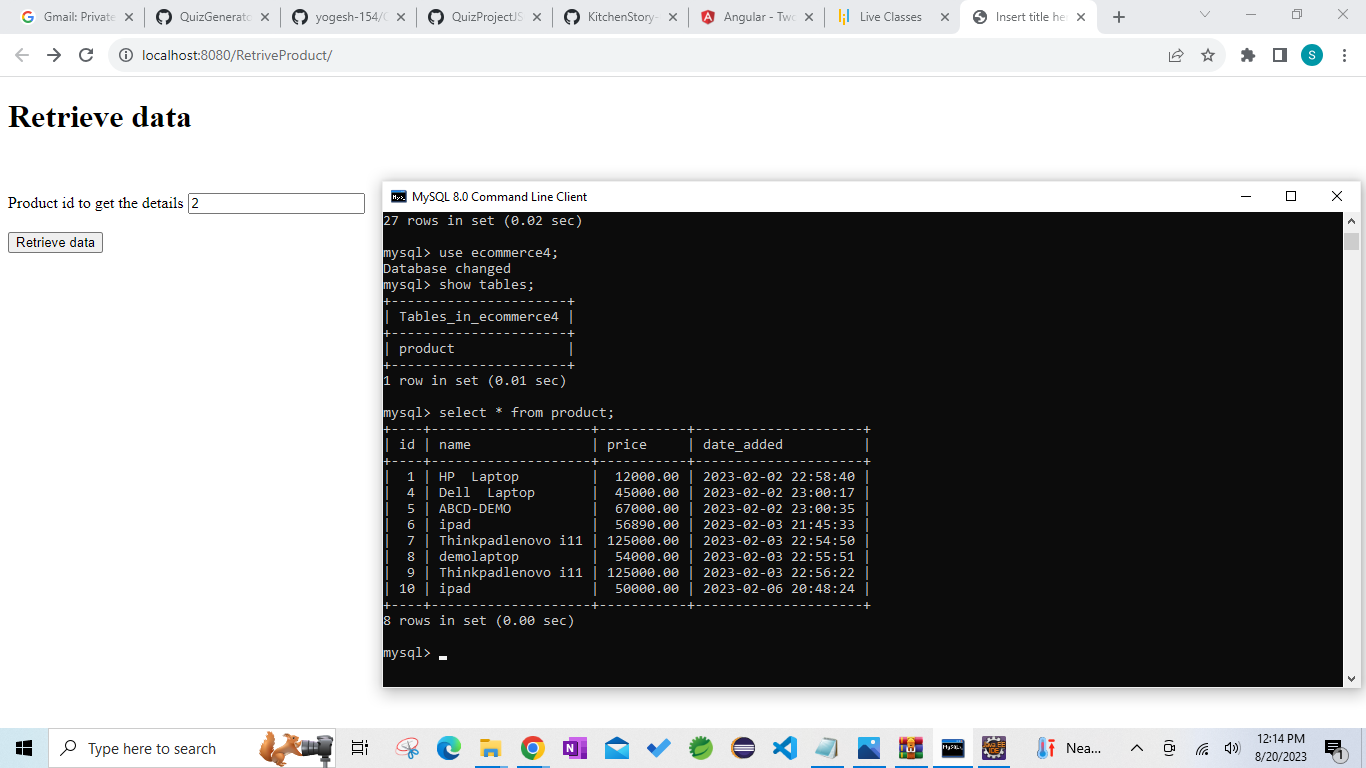 Gmail: Private
QuizGenerato
yogesh-154/
QuizProjectJS
KitchenStory-
Angular - Two
Live Classes
Insert title he
localhost:8080/RetriveProduct/
S
Retrieve data
Product id to get the details 2
Retrieve data
MySQL 8.0 Command Line Client
27 rows in set (0.02 sec)
mysql> use ecommerce4;
Database changed
mysql> show tables;
+----------------------+
| Tables_in_ecommerce4 |
+----------------------+
| product              |
+----------------------+
1 row in set (0.01 sec)
mysql> select * from product;
+----+--------------------+-----------+---------------------+
| id | name               | price     | date_added          |
+----+--------------------+-----------+---------------------+
|  1 | HP  Laptop         |  12000.00 | 2023-02-02 22:58:40 |
|  4 | Dell  Laptop       |  45000.00 | 2023-02-02 23:00:17 |
|  5 | ABCD-DEMO          |  67000.00 | 2023-02-02 23:00:35 |
|  6 | ipad               |  56890.00 | 2023-02-03 21:45:33 |
|  7 | Thinkpadlenovo i11 | 125000.00 | 2023-02-03 22:54:50 |
|  8 | demolaptop         |  54000.00 | 2023-02-03 22:55:51 |
|  9 | Thinkpadlenovo i11 | 125000.00 | 2023-02-03 22:56:22 |
| 10 | ipad               |  50000.00 | 2023-02-06 20:48:24 |
+----+--------------------+-----------+---------------------+
8 rows in set (0.00 sec)
mysql>
Type here to search
Nea...
12:14 PM
8/20/2023
1